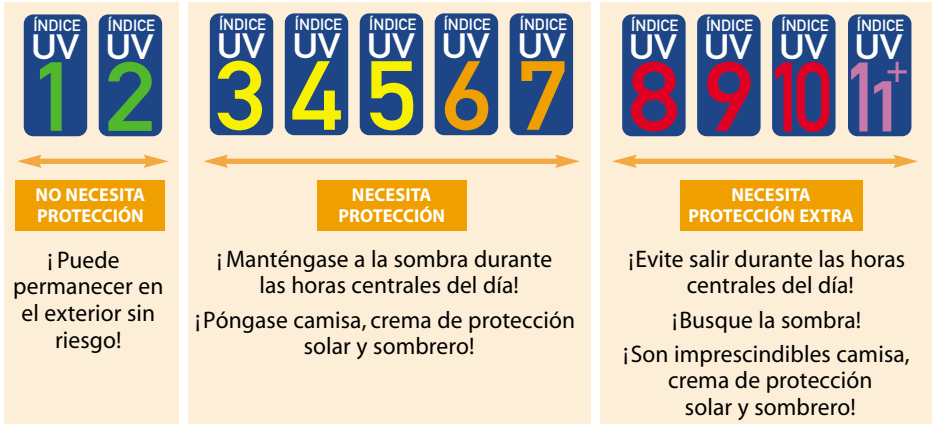 ÍNDICE
UV
1
ÍNDICE
UV
2
ÍNDICE
UV
3
ÍNDICE
UV
4
ÍNDICE
UV
5
ÍNDICE
UV
6
ÍNDICE
UV
7
ÍNDICE
UV
8
ÍNDICE
UV
9
ÍNDICE
UV
10
ÍNDICE
UV
11+
NO NECESITA
PROTECCIÓN
¡Puede
permanecer en
el exterior sin
riesgo!
NECESITA
PROTECCIÓN
¡Manténgase a la sombra durante
las horas centrales del día!
¡Póngase camisa, crema de protección
solar y sombrero!
NECESITA
PROTECCIÓN EXTRA
¡Evite salir durante las horas
centrales del día!
¡Busque la sombra!
¡Son imprescindibles camisa,
crema de protección
solar y sombrero!